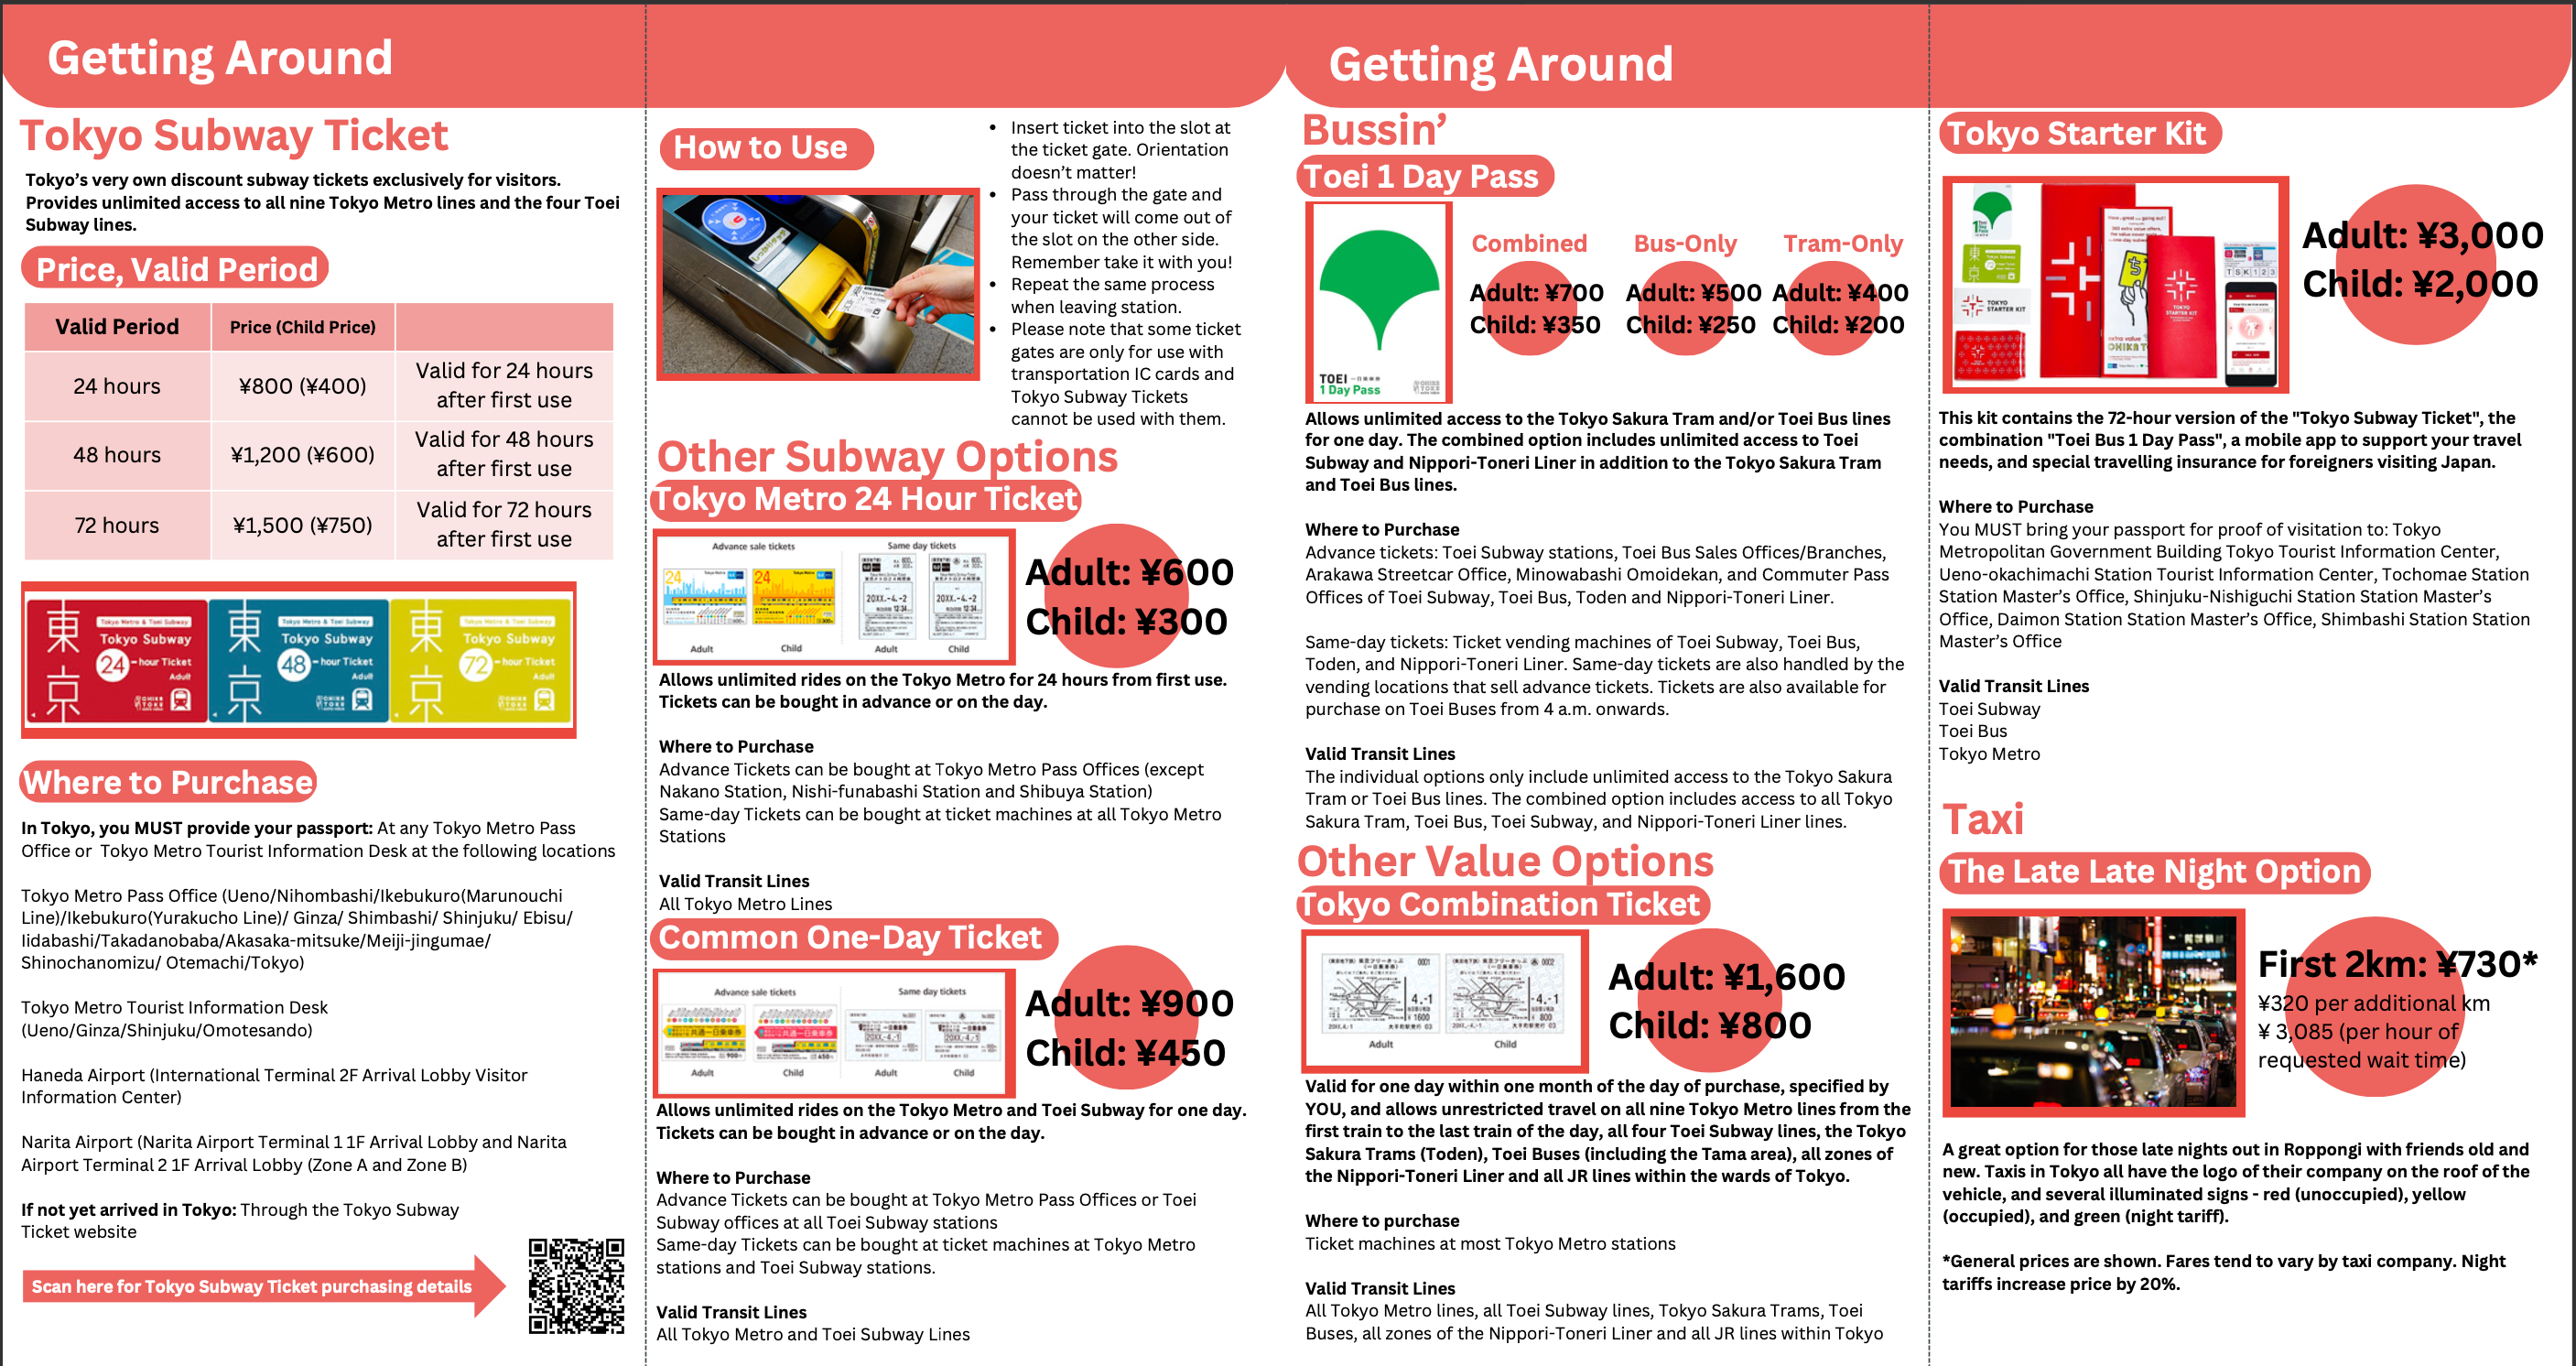 Getting Around
Tokyo Subway Ticket
Tokyo's very own discount subway tickets exclusively for visitors.
Provides unlimited access to all nine Tokyo Metro lines and the four Toei
Subway lines.
Price, Valid Period
Valid Period Price (Child Price)
24 hours ¥800 (¥400) Valid for 24 hours
after first use
48 hours ¥1,200 (¥600) Valid for 48 hours
after first use
72 hours ¥1,500 (¥750) Valid for 72 hours
after first use
東京 Tokyo Metro & Toei Subway
Tokyo Subway
24-hour Ticket
Adult
東京 Tokyo Metro & Toei Subway
Tokyo Subway
48-hour Ticket
Adult
東京 Tokyo Metro & Toei Subway
Tokyo Subway
72-hour Ticket
Adult
Where to Purchase
In Tokyo, you MUST provide your passport: At any Tokyo Metro Pass
Office or Tokyo Metro Tourist Information Desk at the following locations
Tokyo Metro Pass Office (Ueno/Nihombashi/Ikebukuro(Marunouchi
Line)/Ikebukuro(Yurakucho Line)/ Ginza/ Shimbashi/ Shinjuku/ Ebisu/
Iidabashi/Takadanobaba/Akasaka-mitsuke/Meiji-jingumae/
Shinochanomizu/ Otemachi/Tokyo)
Tokyo Metro Tourist Information Desk
(Ueno/Ginza/Shinjuku/Omotesando)
Haneda Airport (International Terminal 2F Arrival Lobby Visitor
Information Center)
Narita Airport (Narita Airport Terminal 1 1F Arrival Lobby and Narita
Airport Terminal 2 1F Arrival Lobby (Zone A and Zone B)
If not yet arrived in Tokyo: Through the Tokyo Subway
Ticket website
Scan here for Tokyo Subway Ticket purchasing details
How to Use
• Insert ticket into the slot at
the ticket gate. Orientation
doesn't matter!
• Pass through the gate and
your ticket will come out of
the slot on the other side.
Remember take it with you!
• Repeat the same process
when leaving station.
• Please note that some ticket
gates are only for use with
transportation IC cards and
Tokyo Subway Tickets
cannot be used with them.
Other Subway Options
Tokyo Metro 24 Hour Ticket
Advance sale tickets Same day tickets
24 24
20XX.-4.-2 20XX.-4.-2
Adult Child Adult Child
Adult: ¥600
Child: ¥300
Allows unlimited rides on the Tokyo Metro for 24 hours from first use.
Tickets can be bought in advance or on the day.
Where to Purchase
Advance Tickets can be bought at Tokyo Metro Pass Offices (except
Nakano Station, Nishi-funabashi Station and Shibuya Station)
Same-day Tickets can be bought at ticket machines at all Tokyo Metro
Stations
Valid Transit Lines
All Tokyo Metro Lines
Common One-Day Ticket
Advance sale tickets Same day tickets
Adult Child Adult Child
Adult: ¥900
Child: ¥450
Allows unlimited rides on the Tokyo Metro and Toei Subway for one day.
Tickets can be bought in advance or on the day.
Where to Purchase
Advance Tickets can be bought at Tokyo Metro Pass Offices or Toei
Subway offices at all Toei Subway stations
Same-day Tickets can be bought at ticket machines at Tokyo Metro
stations and Toei Subway stations.
Valid Transit Lines
All Tokyo Metro and Toei Subway Lines
Getting Around
Bussin'
Toei 1 Day Pass
TOEI 一日乗車券
1 Day Pass
Combined
Adult: ¥700
Child: ¥350
Bus-Only
Adult: ¥500
Child: ¥250
Tram-Only
Adult: ¥400
Child: ¥200
Allows unlimited access to the Tokyo Sakura Tram and/or Toei Bus lines
for one day. The combined option includes unlimited access to Toei
Subway and Nippori-Toneri Liner in addition to the Tokyo Sakura Tram
and Toei Bus lines.
Where to Purchase
Advance tickets: Toei Subway stations, Toei Bus Sales Offices/Branches,
Arakawa Streetcar Office, Minowabashi Omoidekan, and Commuter Pass
Offices of Toei Subway, Toei Bus, Toden and Nippori-Toneri Liner.
Same-day tickets: Ticket vending machines of Toei Subway, Toei Bus,
Toden, and Nippori-Toneri Liner. Same-day tickets are also handled by the
vending locations that sell advance tickets. Tickets are also available for
purchase on Toei Buses from 4 a.m. onwards.
Valid Transit Lines
The individual options only include unlimited access to the Tokyo Sakura
Tram or Toei Bus lines. The combined option includes access to all Tokyo
Sakura Tram, Toei Bus, Toei Subway, and Nippori-Toneri Liner lines.
Other Value Options
Tokyo Combination Ticket
Adult Child
Adult: ¥1,600
Child: ¥800
Valid for one day within one month of the day of purchase, specified by
YOU, and allows unrestricted travel on all nine Tokyo Metro lines from the
first train to the last train of the day, all four Toei Subway lines, the Tokyo
Sakura Trams (Toden), Toei Buses (including the Tama area), all zones of
the Nippori-Toneri Liner and all JR lines within the wards of Tokyo.
Where to purchase
Ticket machines at most Tokyo Metro stations
Valid Transit Lines
All Tokyo Metro lines, all Toei Subway lines, Tokyo Sakura Trams, Toei
Buses, all zones of the Nippori-Toneri Liner and all JR lines within Tokyo
Tokyo Starter Kit
TOKYO
STARTER KIT
TSK123
Adult: ¥3,000
Child: ¥2,000
This kit contains the 72-hour version of the "Tokyo Subway Ticket", the
combination "Toei Bus 1 Day Pass", a mobile app to support your travel
needs, and special travelling insurance for foreigners visiting Japan.
Where to Purchase
You MUST bring your passport for proof of visitation to: Tokyo
Metropolitan Government Building Tokyo Tourist Information Center,
Ueno-okachimachi Station Tourist Information Center, Tochomae Station
Station Master's Office, Shinjuku-Nishiguchi Station Station Master's
Office, Daimon Station Station Master's Office, Shimbashi Station Station
Master's Office
Valid Transit Lines
Toei Subway
Toei Bus
Tokyo Metro
Taxi
The Late Late Night Option
First 2km: ¥730*
¥320 per additional km
¥ 3,085 (per hour of
requested wait time)
A great option for those late nights out in Roppongi with friends old and
new. Taxis in Tokyo all have the logo of their company on the roof of the
vehicle, and several illuminated signs - red (unoccupied), yellow
(occupied), and green (night tariff).
*General prices are shown. Fares tend to vary by taxi company. Night
tariffs increase price by 20%.